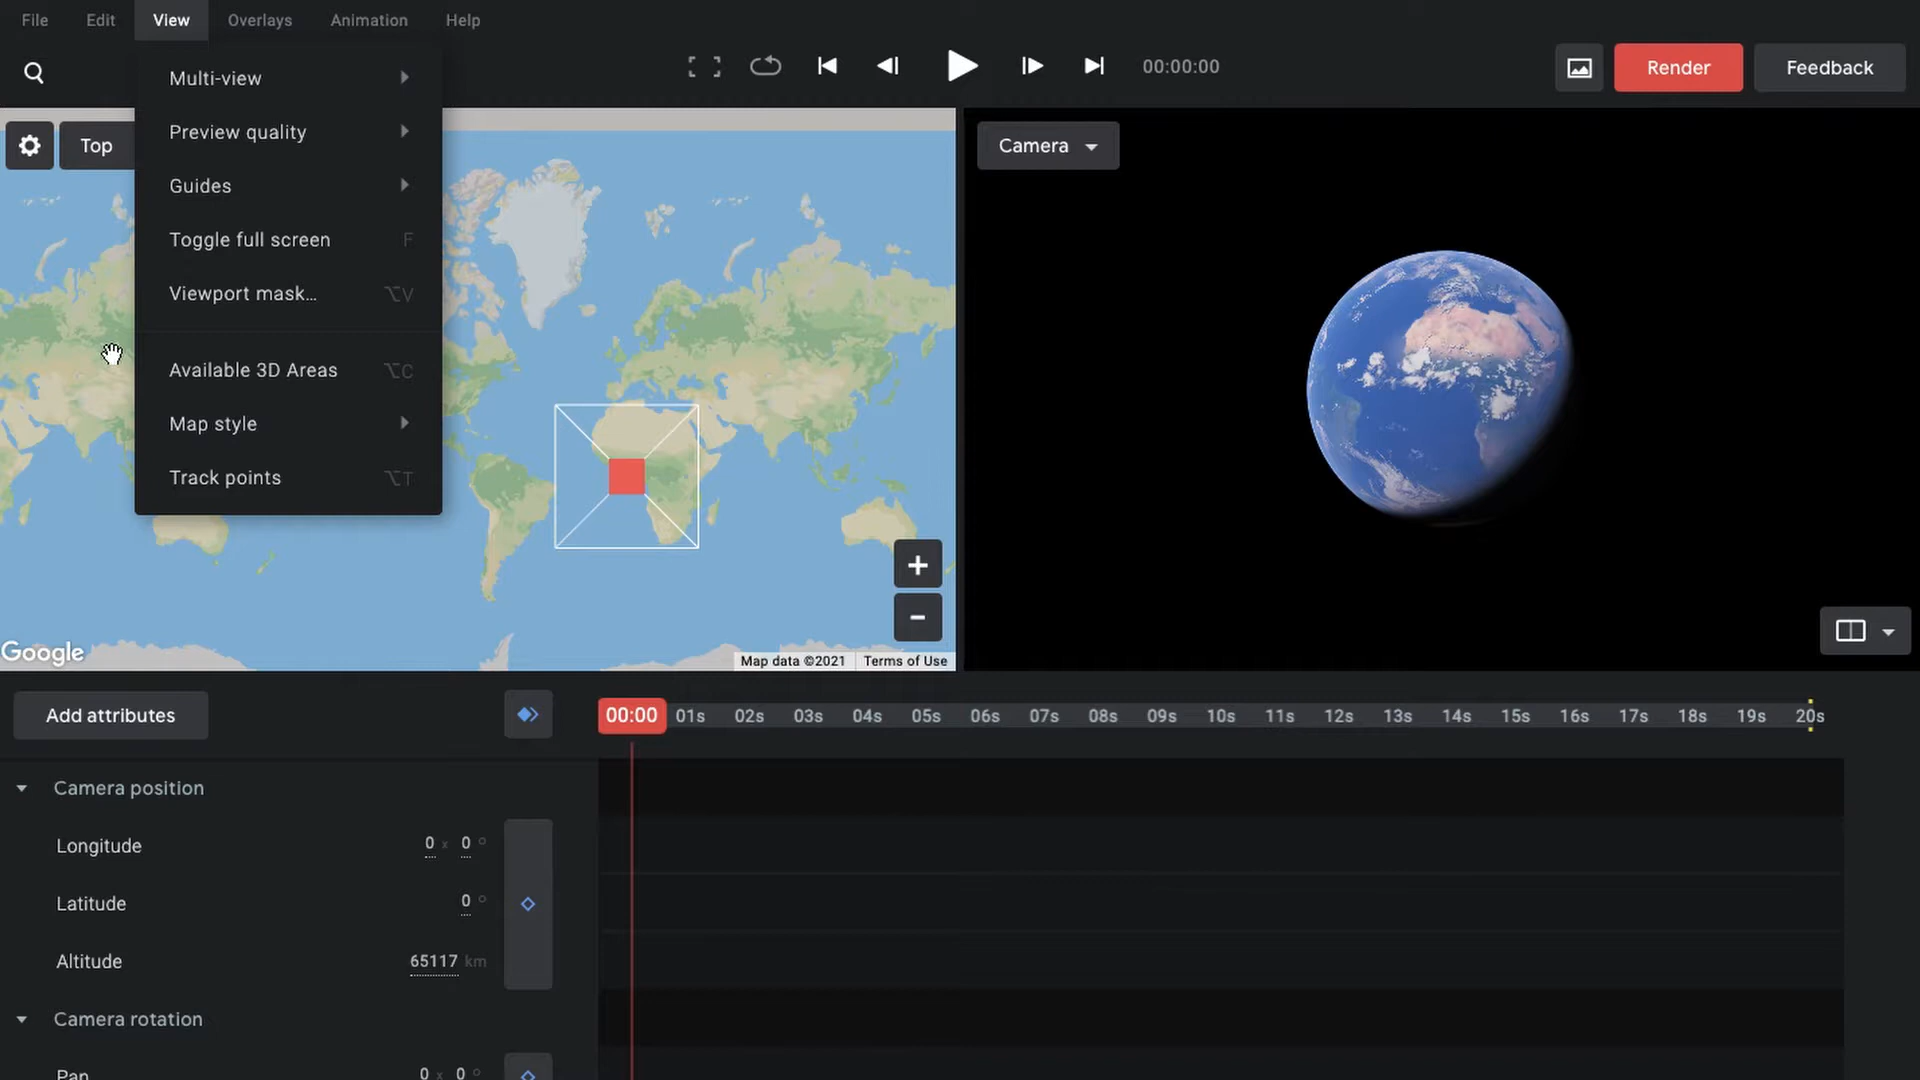 File Edit View Overlays Animation Help
00:00:00 Render Feedback
Multi-view
Preview quality
Guides
Toggle full screen F
Viewport mask... ⌥V
Available 3D Areas ⌥C
Map style
Track points ⌥T
Top
Camera
+
-
Google
Map data ©2021 Terms of Use
Add attributes
00:00 01s 02s 03s 04s 05s 06s 07s 08s 09s 10s 11s 12s 13s 14s 15s 16s 17s 18s 19s 20s
Camera position
Longitude 0 x 0 °
Latitude 0 °
Altitude 65117 km
Camera rotation
Pan 0 x 0 °